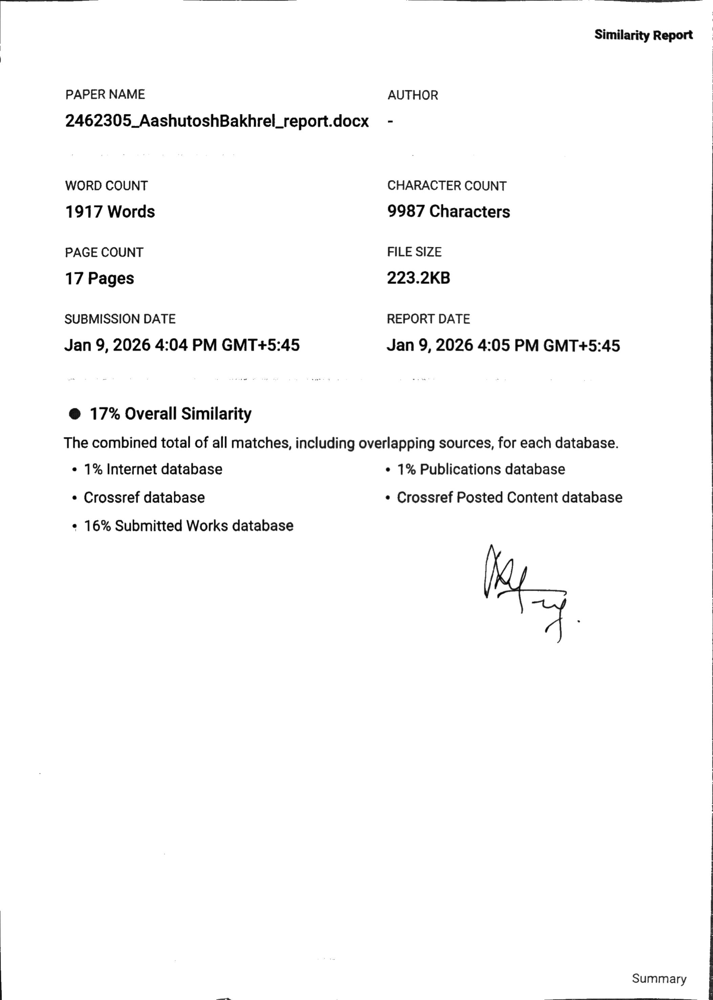 Similarity Report
PAPER NAME
AUTHOR
2462305_AashutoshBakhrel_report.docx
-
WORD COUNT
CHARACTER COUNT
1917 Words
9987 Characters
PAGE COUNT
FILE SIZE
17 Pages
223.2KB
SUBMISSION DATE
REPORT DATE
Jan 9, 2026 4:04 PM GMT+5:45
Jan 9, 2026 4:05 PM GMT+5:45
● 17% Overall Similarity
The combined total of all matches, including overlapping sources, for each database.
• 1% Internet database
• 1% Publications database
• Crossref database
• Crossref Posted Content database
• 16% Submitted Works database
Summary